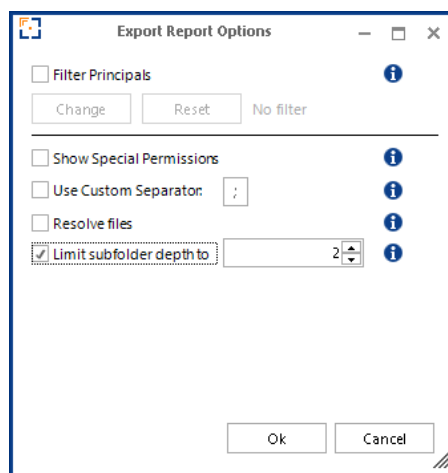 Export Report Options
Filter Principals
Change Reset No filter
Show Special Permissions
Use Custom Separator: ;
Resolve files
Limit subfolder depth to 2
Ok Cancel